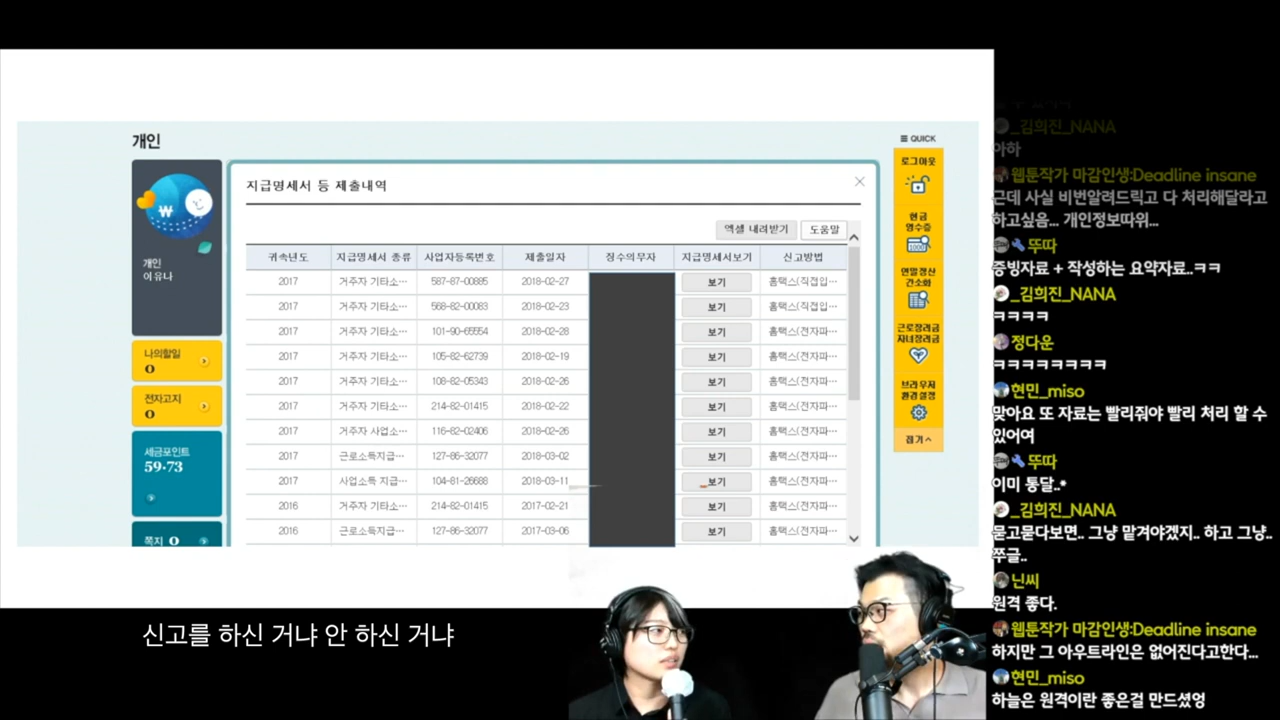 개인
개인
이유나
나의할일
0
전자고지
0
세금포인트
59·73
쪽지 0
지급명세서 등 제출내역
엑셀 내려받기 도움말
귀속년도 지급명세서 종류 사업자등록번호 제출일자 징수의무자 지급명세서보기 신고방법
2017 거주자 기타소… 587-87-00885 2018-02-27 보기 홈택스(직접입…
2017 거주자 기타소… 568-82-00083 2018-02-23 보기 홈택스(직접입…
2017 거주자 기타소… 101-90-65554 2018-02-28 보기 홈택스(전자파…
2017 거주자 기타소… 105-82-62739 2018-02-19 보기 홈택스(전자파…
2017 거주자 기타소… 108-82-05343 2018-02-26 보기 홈택스(전자파…
2017 거주자 기타소… 214-82-01415 2018-02-22 보기 홈택스(전자파…
2017 거주자 사업소… 116-82-02406 2018-02-26 보기 홈택스(전자파…
2017 근로소득지급… 127-86-32077 2018-03-02 보기 홈택스(전자파…
2017 사업소득 지급… 104-81-26688 2018-03-11 보기 홈택스(전자파…
2016 거주자 기타소… 214-82-01415 2017-02-21 보기 홈택스(전자파…
2016 근로소득지급… 127-86-32077 2017-03-06 보기 홈택스(전자파…
QUICK
로그아웃
현금
영수증
연말정산
간소화
근로장려금
자녀장려금
브라우저
환경설정
접기
신고를 하신 거냐 안 하신 거냐
_김희진_NANA
아하
웹툰작가 마감인생:Deadline insane
근데 사실 비번알려드릭고 다 처리해달라고
하고싶음... 개인정보따위...
뚜따
증빙자료 + 작성하는 요약자료..ㅋㅋ
_김희진_NANA
ㅋㅋㅋㅋ
정다운
ㅋㅋㅋㅋㅋㅋㅋㅋ
현민_miso
맞아요 또 자료는 빨리줘야 빨리 처리 할 수
있어여
뚜따
이미 통달..*
_김희진_NANA
묻고묻다보면.. 그냥 맡겨야겠지.. 하고 그냥..
쭈글..
닌씨
원격 좋다.
웹툰작가 마감인생:Deadline insane
하지만 그 아우트라인은 없어진다고한다...
현민_miso
하늘은 원격이란 좋은걸 만드셨엉